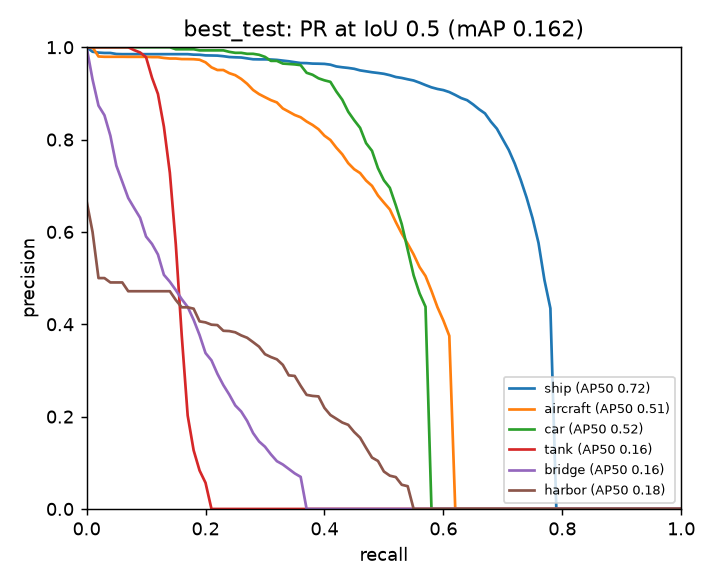 best_test: PR at IoU 0.5 (mAP 0.162)
precision
1.0
0.8
0.6
0.4
0.2
0.0
ship (AP50 0.72)
aircraft (AP50 0.51)
car (AP50 0.52)
tank (AP50 0.16)
bridge (AP50 0.16)
harbor (AP50 0.18)
0.0 0.2 0.4 0.6 0.8 1.0
recall